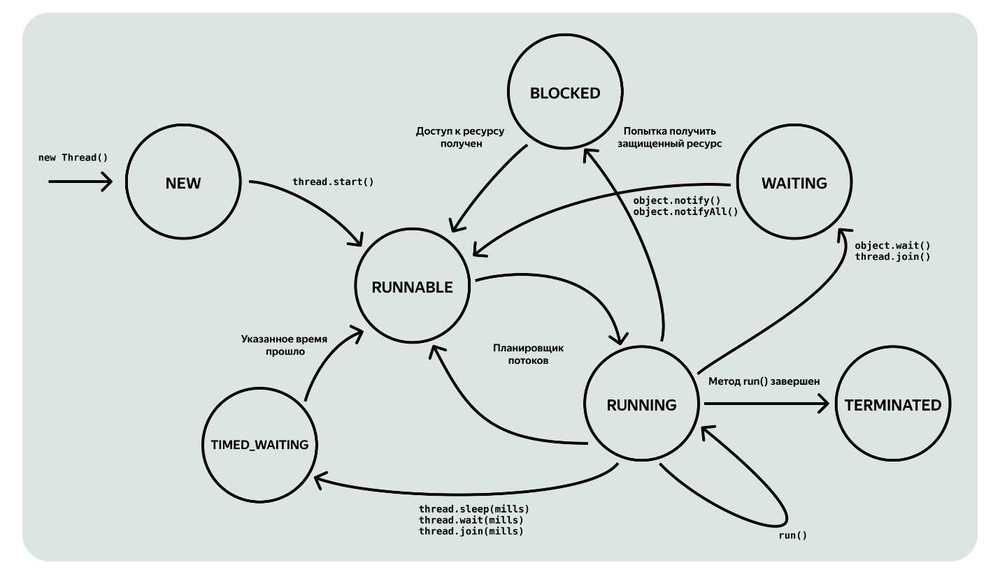 BLOCKED
Доступ к ресурсу
получен
Попытка получить
защищенный ресурс
new Thread()
NEW
thread.start()
WAITING
object.notify()
object.notifyAll()
object.wait()
thread.join()
RUNNABLE
Указанное время
прошло
Планировщик
потоков
Метод run() завершен
RUNNING
TERMINATED
TIMED_WAITING
thread.sleep(mills)
thread.wait(mills)
thread.join(mills)
run()